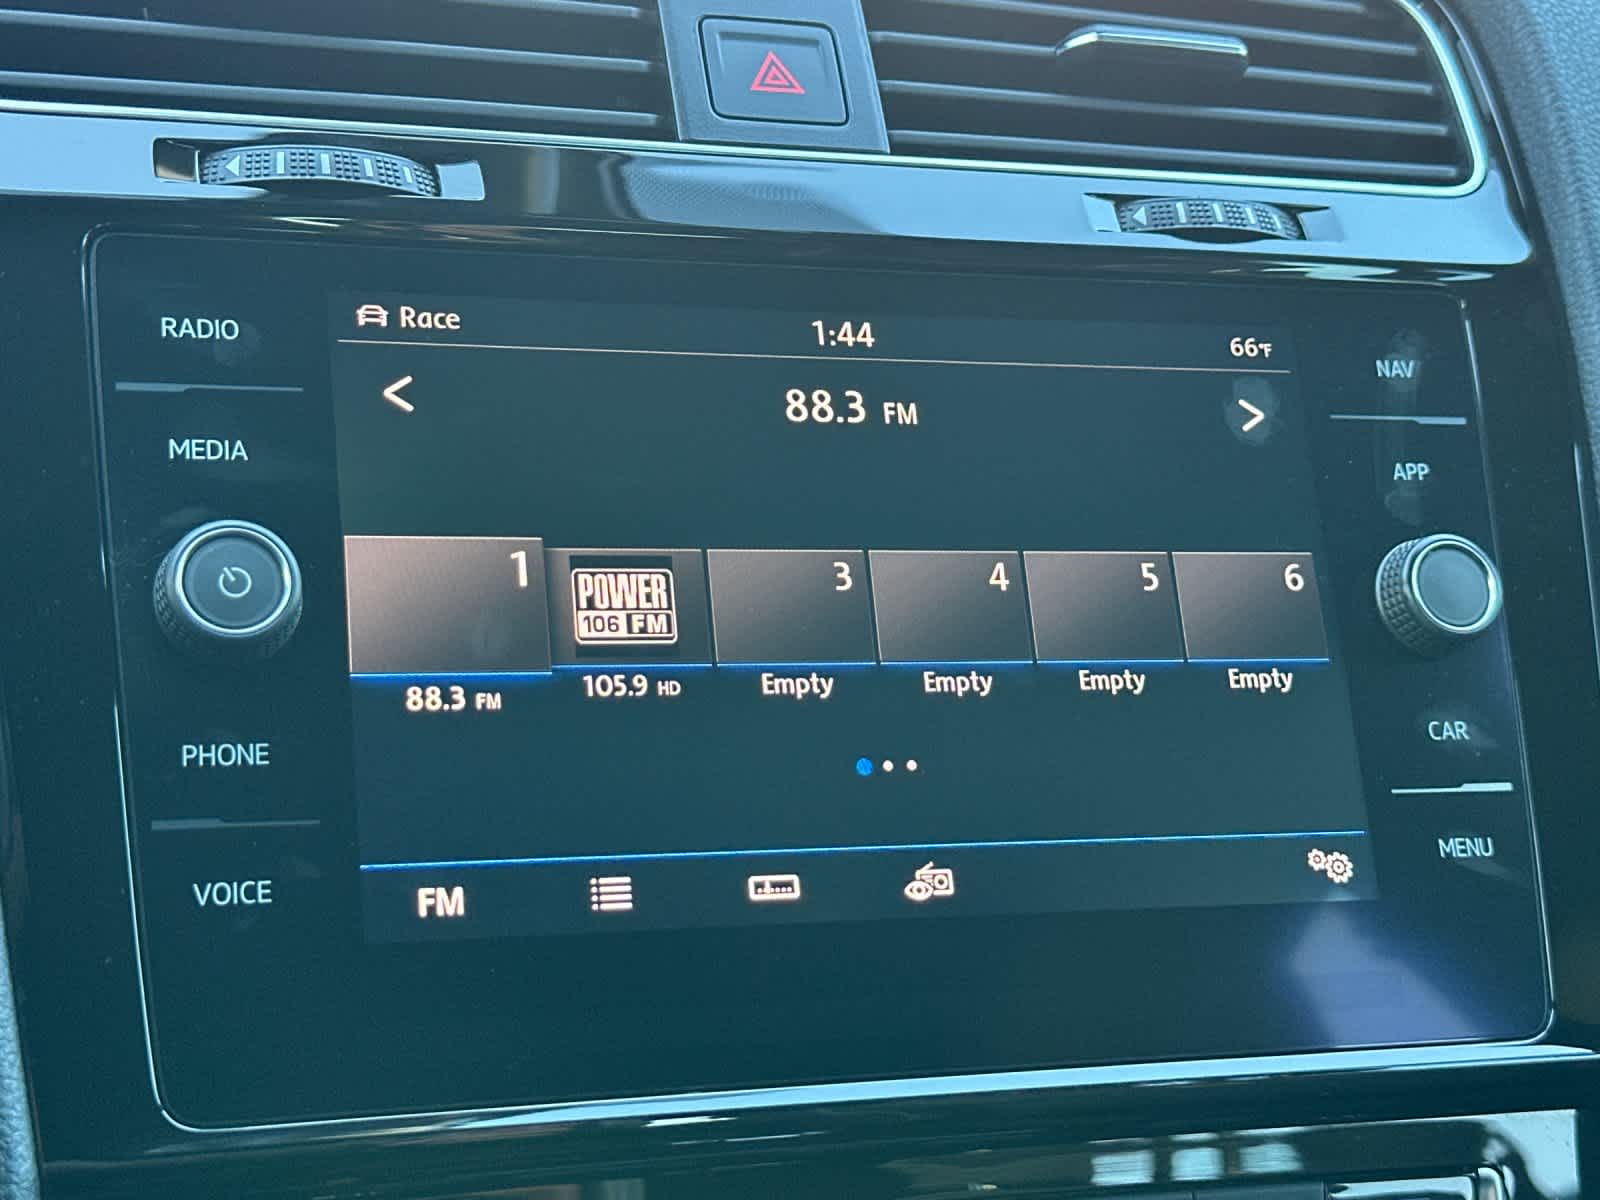 RADIO
MEDIA
PHONE
VOICE
Race
1:44
66°F
< 88.3 FM >
1
POWER
106 FM
3
4
5
6
88.3 FM
105.9 HD
Empty
Empty
Empty
Empty
FM
NAV
APP
CAR
MENU